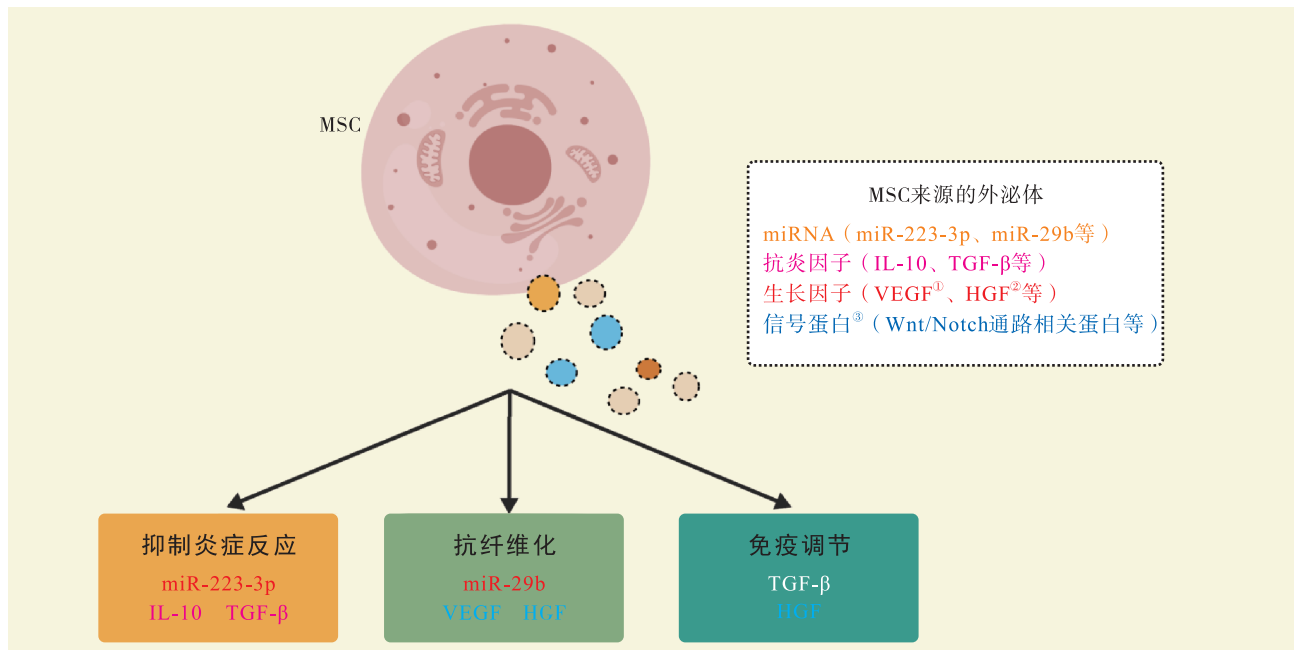 MSC
MSC来源的外泌体
miRNA（miR-223-3p、miR-29b等）
抗炎因子（IL-10、TGF-β等）
生长因子（VEGF①、HGF②等）
信号蛋白③（Wnt/Notch通路相关蛋白等）
抑制炎症反应
miR-223-3p
IL-10 TGF-β
抗纤维化
miR-29b
VEGF HGF
免疫调节
TGF-β
HGF